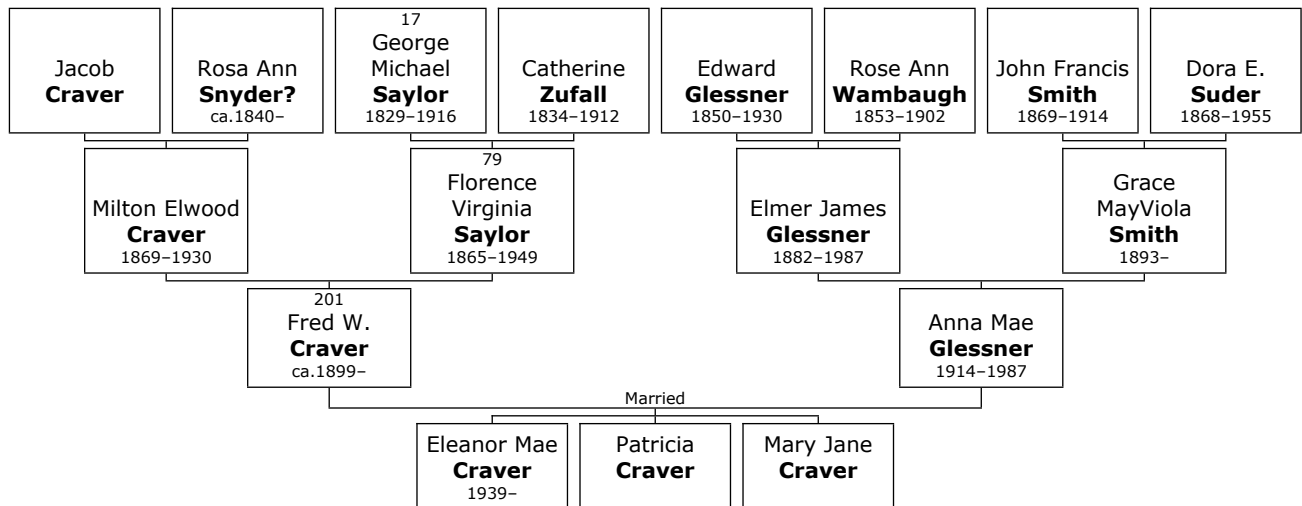 Jacob
Craver
Rosa Ann
Snyder?
ca.1840–
17
George
Michael
Saylor
1829–1916
Catherine
Zufall
1834–1912
Edward
Glessner
1850–1930
Rose Ann
Wambaugh
1853–1902
John Francis
Smith
1869–1914
Dora E.
Suder
1868–1955
Milton Elwood
Craver
1869–1930
79
Florence
Virginia
Saylor
1865–1949
Elmer James
Glessner
1882–1987
Grace
MayViola
Smith
1893–
201
Fred W.
Craver
ca.1899–
Anna Mae
Glessner
1914–1987
Married
Eleanor Mae
Craver
1939–
Patricia
Craver
Mary Jane
Craver